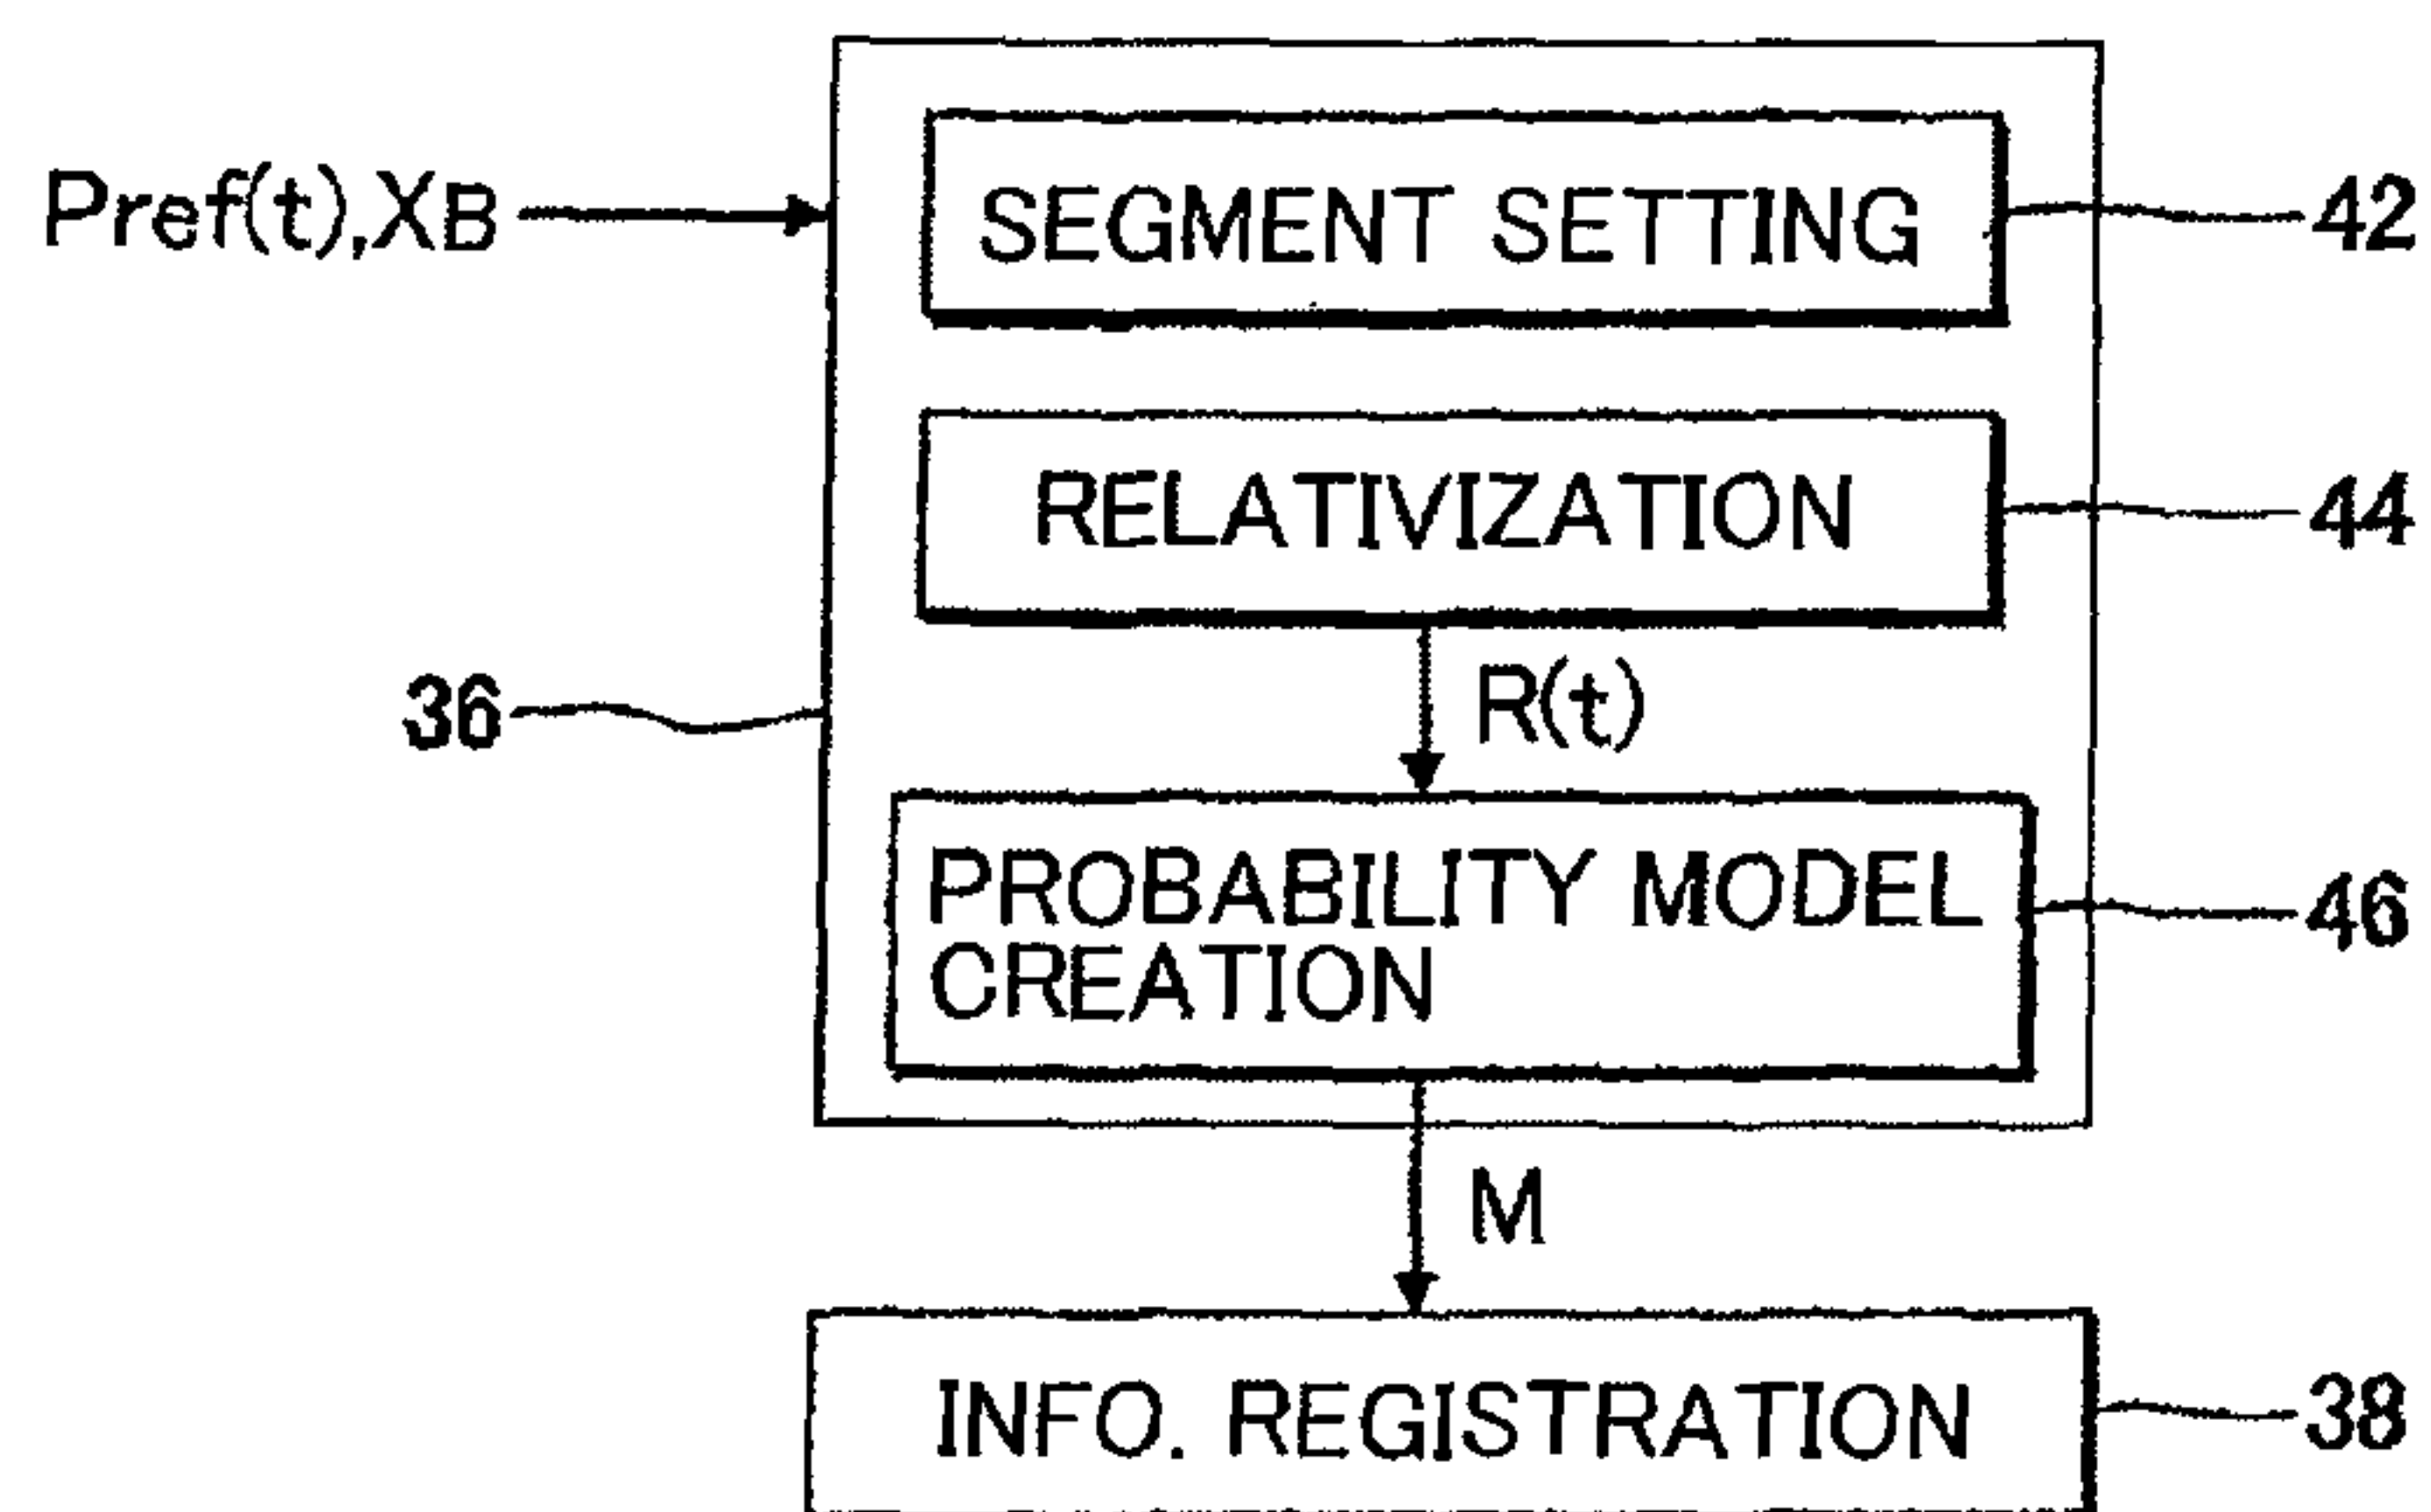 Pref(t),XB
SEGMENT SETTING
42
RELATIVIZATION
44
36
R(t)
PROBABILITY MODEL
CREATION
46
M
INFO. REGISTRATION
38